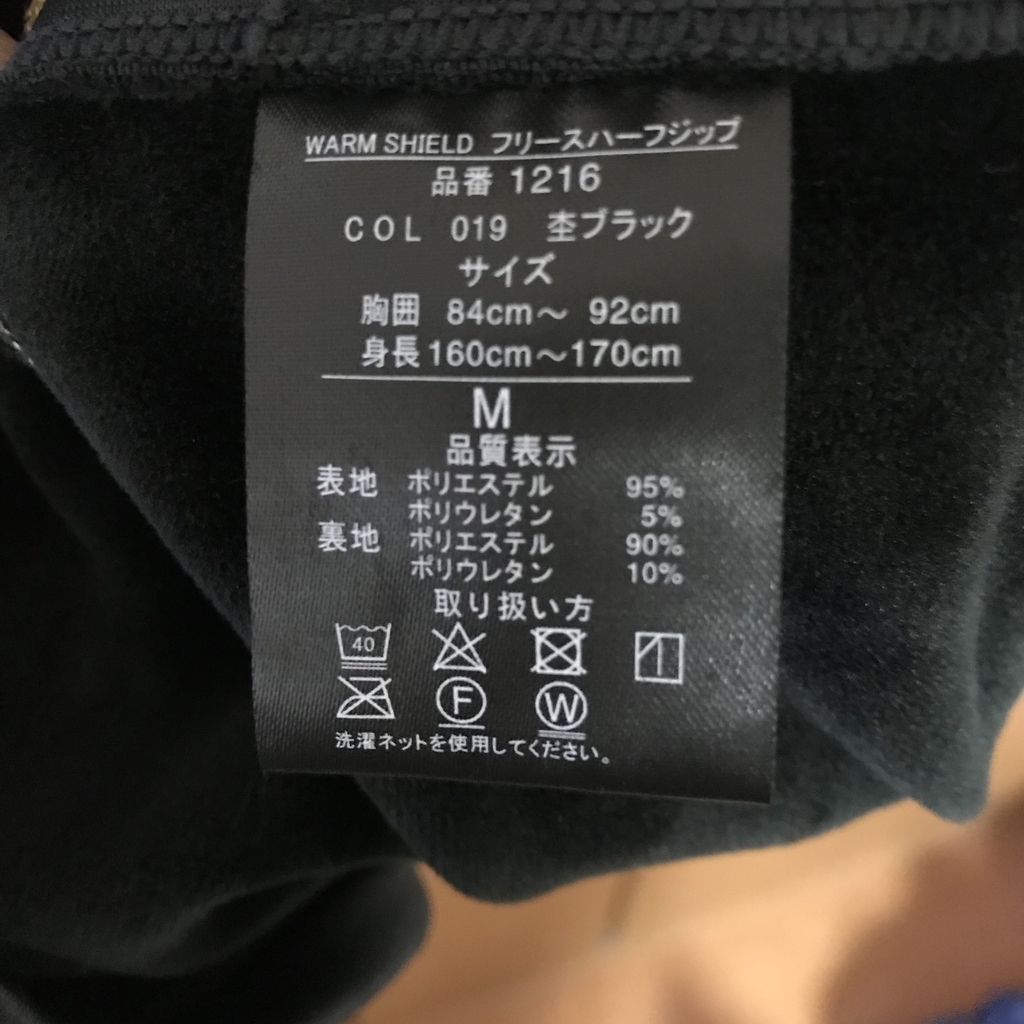 WARM SHIELD フリースハーフジップ
品番 1216
COL 019 杢ブラック
サイズ
胸囲 84cm～ 92cm
身長 160cm～170cm
M
品質表示
表地 ポリエステル 95%
ポリウレタン 5%
裏地 ポリエステル 90%
ポリウレタン 10%
取り扱い方
40
F W
洗濯ネットを使用してください。